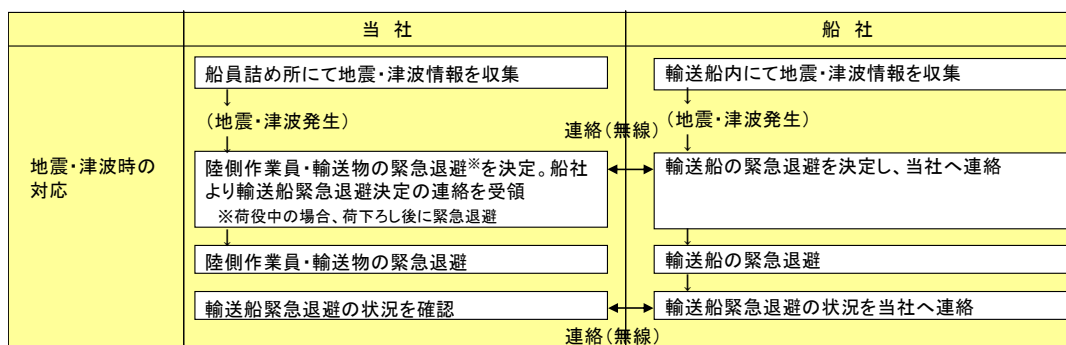 当 社
船 社
地震・津波時の
対応
船員詰め所にて地震・津波情報を収集
↓
(地震・津波発生)
↓
陸側作業員・輸送物の緊急退避※を決定。船社
より輸送船緊急退避決定の連絡を受領
※荷役中の場合、荷下ろし後に緊急退避
↓
陸側作業員・輸送物の緊急退避
輸送船緊急退避の状況を確認
連絡(無線)
連絡(無線)
輸送船内にて地震・津波情報を収集
↓
(地震・津波発生)
↓
輸送船の緊急退避を決定し、当社へ連絡
↓
輸送船の緊急退避
↓
輸送船緊急退避の状況を当社へ連絡